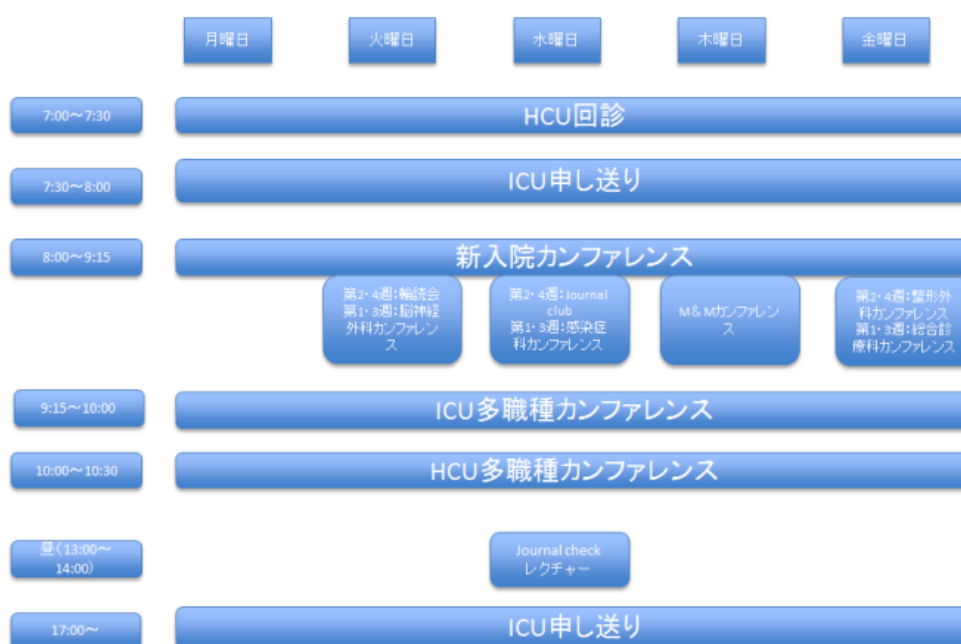 月曜日
火曜日
水曜日
木曜日
金曜日
7:00～7:30
HCU回診
7:30～8:00
ICU申し送り
8:00～9:15
新入院カンファレンス
第2・4週:輪読会
第1・3週:脳神経
外科カンファレン
ス
第2・4週:Journal
club
第1・3週:感染症
科カンファレンス
M＆Mカンファレン
ス
第2・4週:整形外
科カンファレンス
第1・3週:総合診
療科カンファレンス
9:15～10:00
ICU多職種カンファレンス
10:00～10:30
HCU多職種カンファレンス
昼(13:00～
14:00)
Journal check
レクチャー
17:00～
ICU申し送り